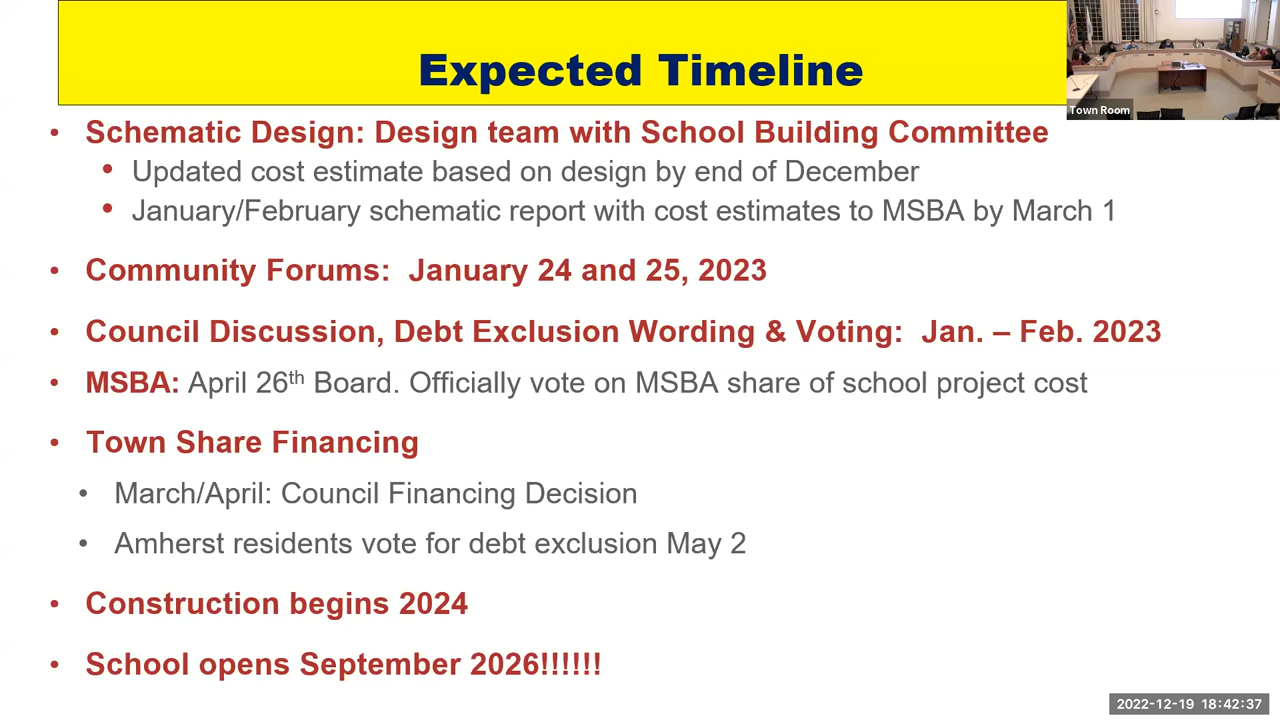 Expected Timeline
Town Room
• Schematic Design: Design team with School Building Committee
• Updated cost estimate based on design by end of December
• January/February schematic report with cost estimates to MSBA by March 1
• Community Forums: January 24 and 25, 2023
• Council Discussion, Debt Exclusion Wording & Voting: Jan. – Feb. 2023
• MSBA: April 26th Board. Officially vote on MSBA share of school project cost
• Town Share Financing
• March/April: Council Financing Decision
• Amherst residents vote for debt exclusion May 2
• Construction begins 2024
• School opens September 2026!!!!!!
2022-12-19 18:42:37